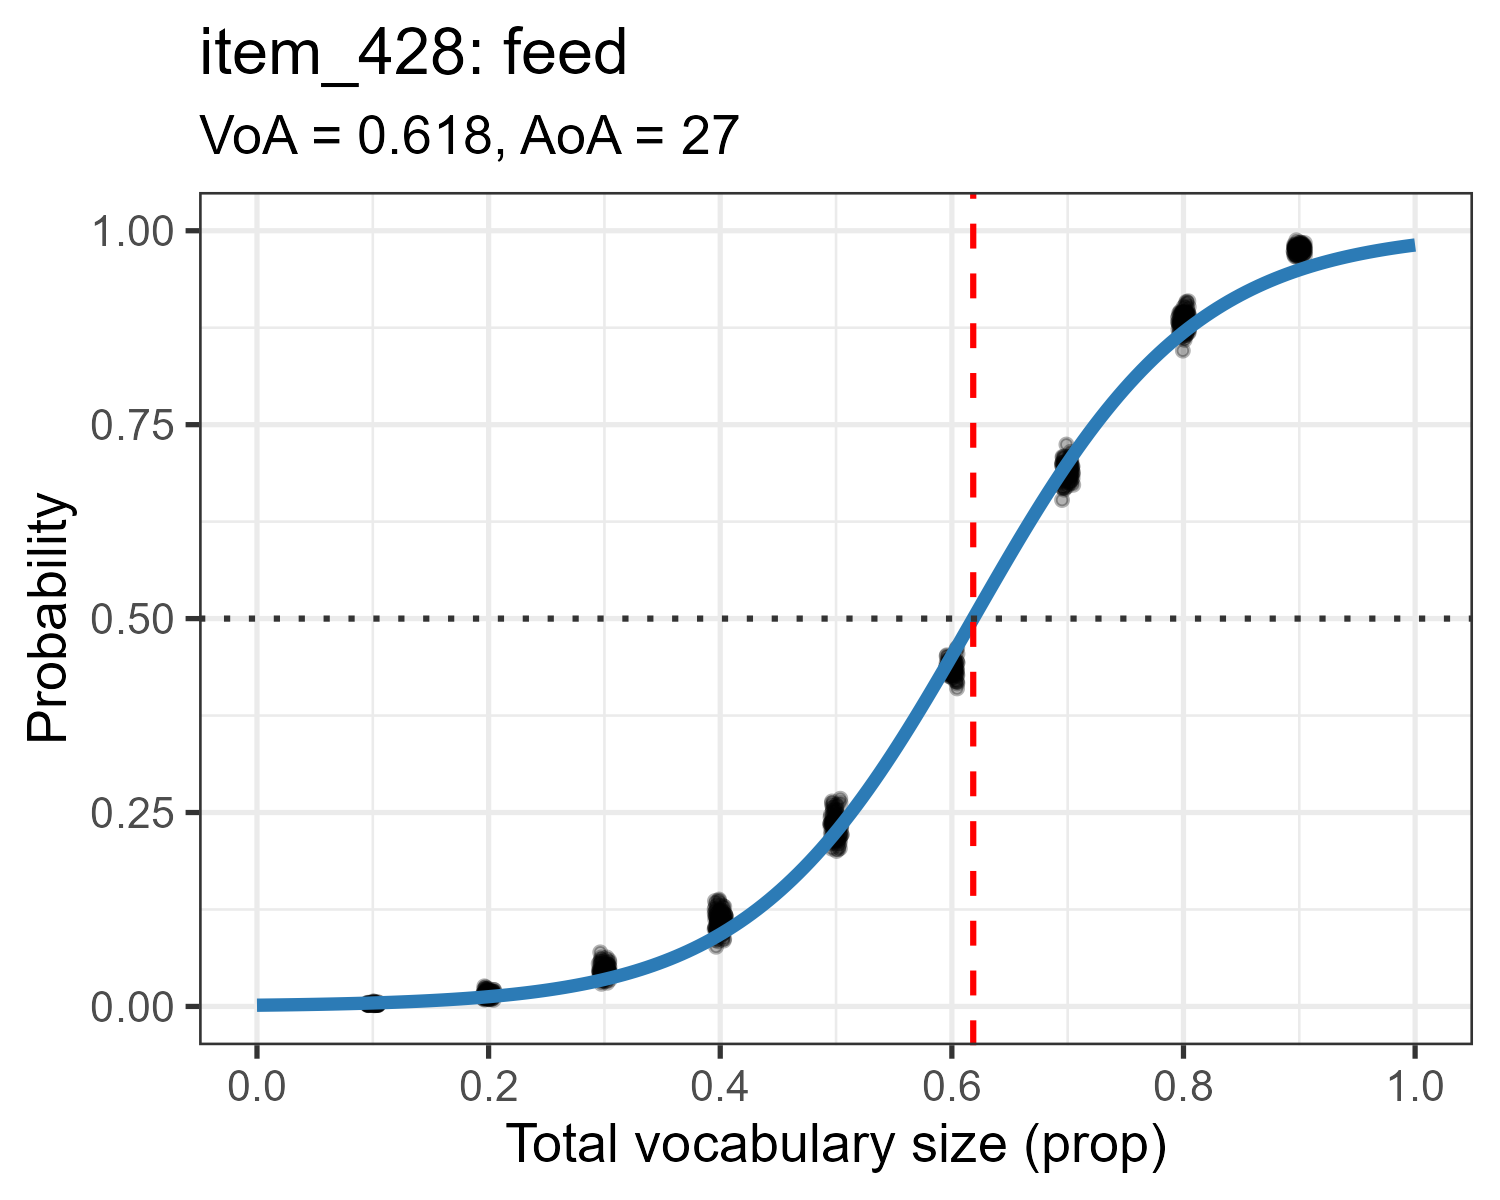 item_428: feed
VoA = 0.618, AoA = 27
1.00
0.75
0.50
0.25
0.00
Probability
0.0 0.2 0.4 0.6 0.8 1.0
Total vocabulary size (prop)